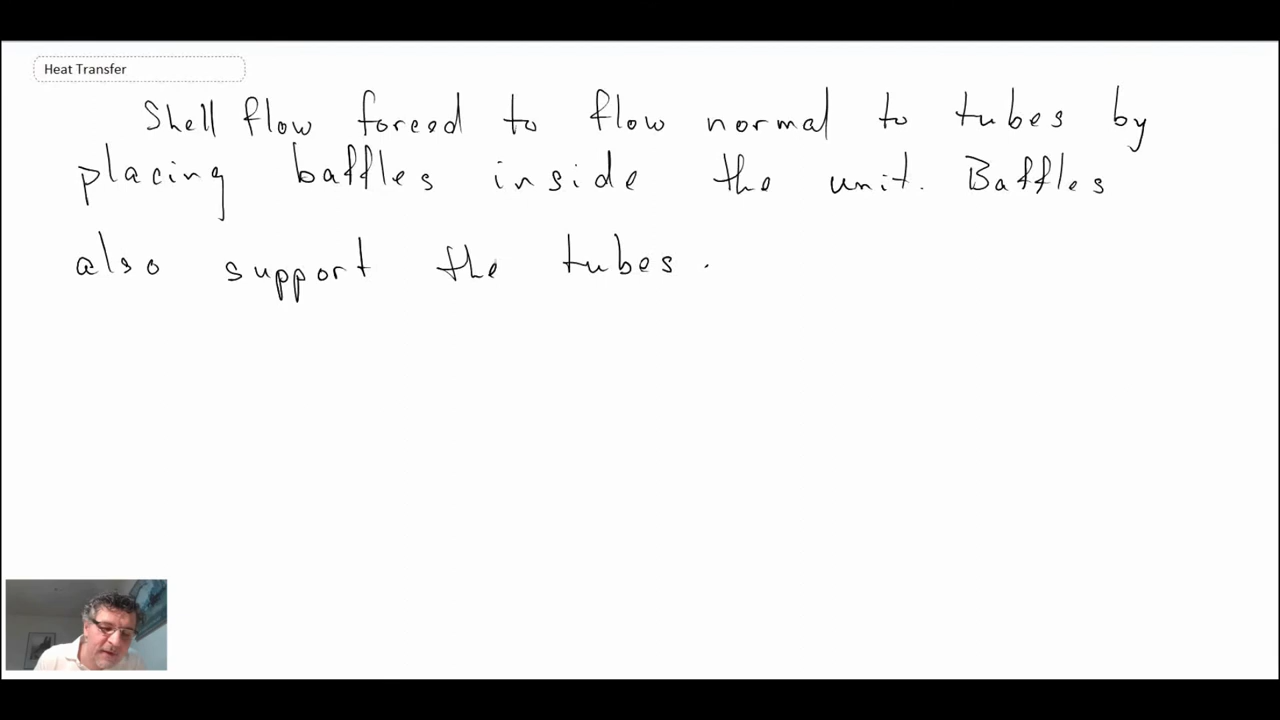 Heat Transfer
Shell flow forced to flow normal to tubes by
placing baffles inside the unit. Baffles
also support the tubes.